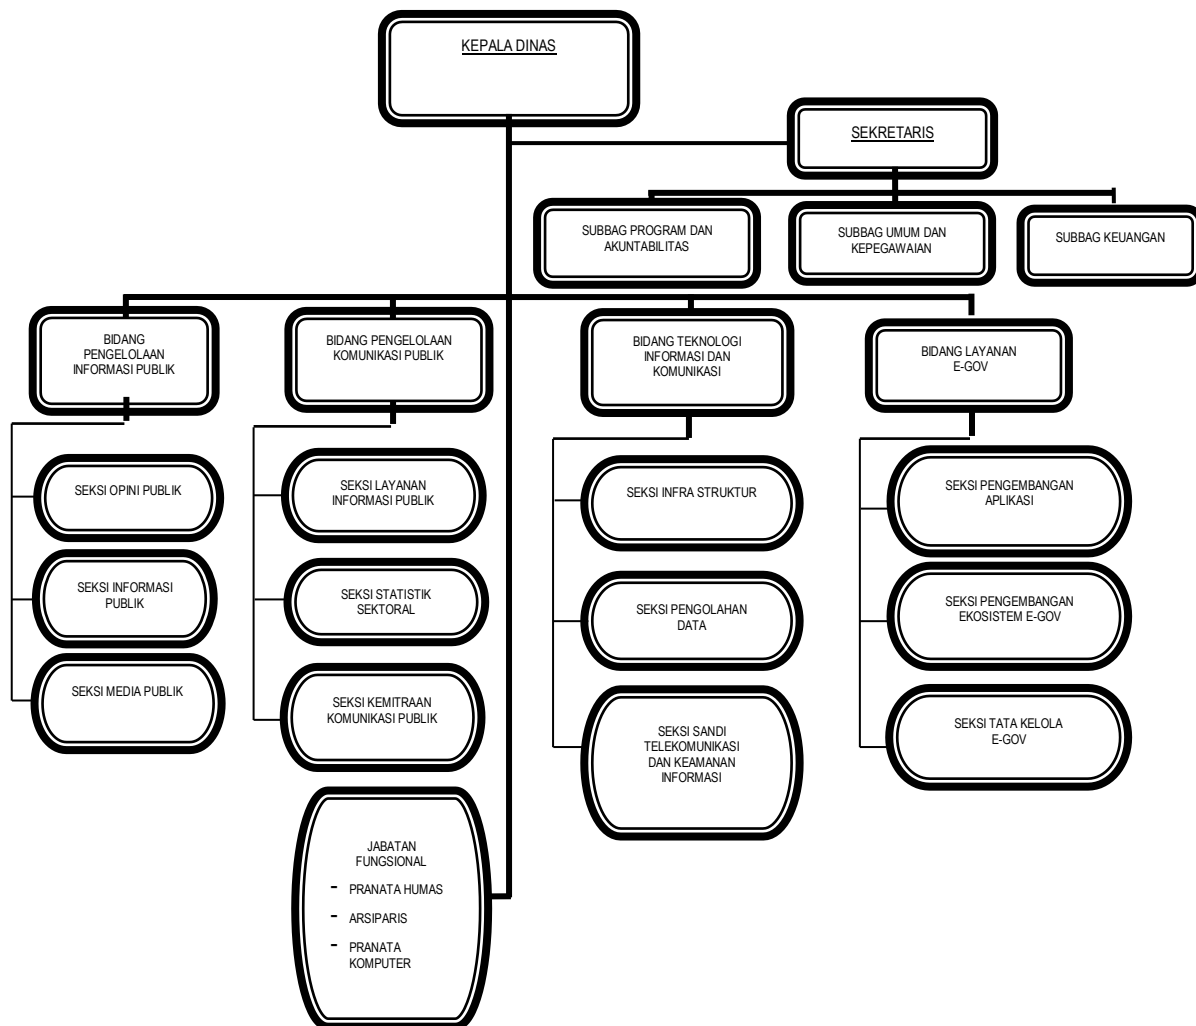 KEPALA DINAS
SEKRETARIS
SUBBAG PROGRAM DAN
AKUNTABILITAS
SUBBAG UMUM DAN
KEPEGAWAIAN
SUBBAG KEUANGAN
BIDANG
PENGELOLAAN
INFORMASI PUBLIK
BIDANG PENGELOLAAN
KOMUNIKASI PUBLIK
BIDANG TEKNOLOGI
INFORMASI DAN
KOMUNIKASI
BIDANG LAYANAN
E-GOV
SEKSI OPINI PUBLIK
SEKSI INFORMASI
PUBLIK
SEKSI MEDIA PUBLIK
SEKSI LAYANAN
INFORMASI PUBLIK
SEKSI STATISTIK
SEKTORAL
SEKSI KEMITRAAN
KOMUNIKASI PUBLIK
SEKSI INFRA STRUKTUR
SEKSI PENGOLAHAN
DATA
SEKSI SANDI
TELEKOMUNIKASI
DAN KEAMANAN
INFORMASI
SEKSI PENGEMBANGAN
APLIKASI
SEKSI PENGEMBANGAN
EKOSISTEM E-GOV
SEKSI TATA KELOLA
E-GOV
JABATAN
FUNGSIONAL
- PRANATA HUMAS
- ARSIPARIS
- PRANATA
KOMPUTER